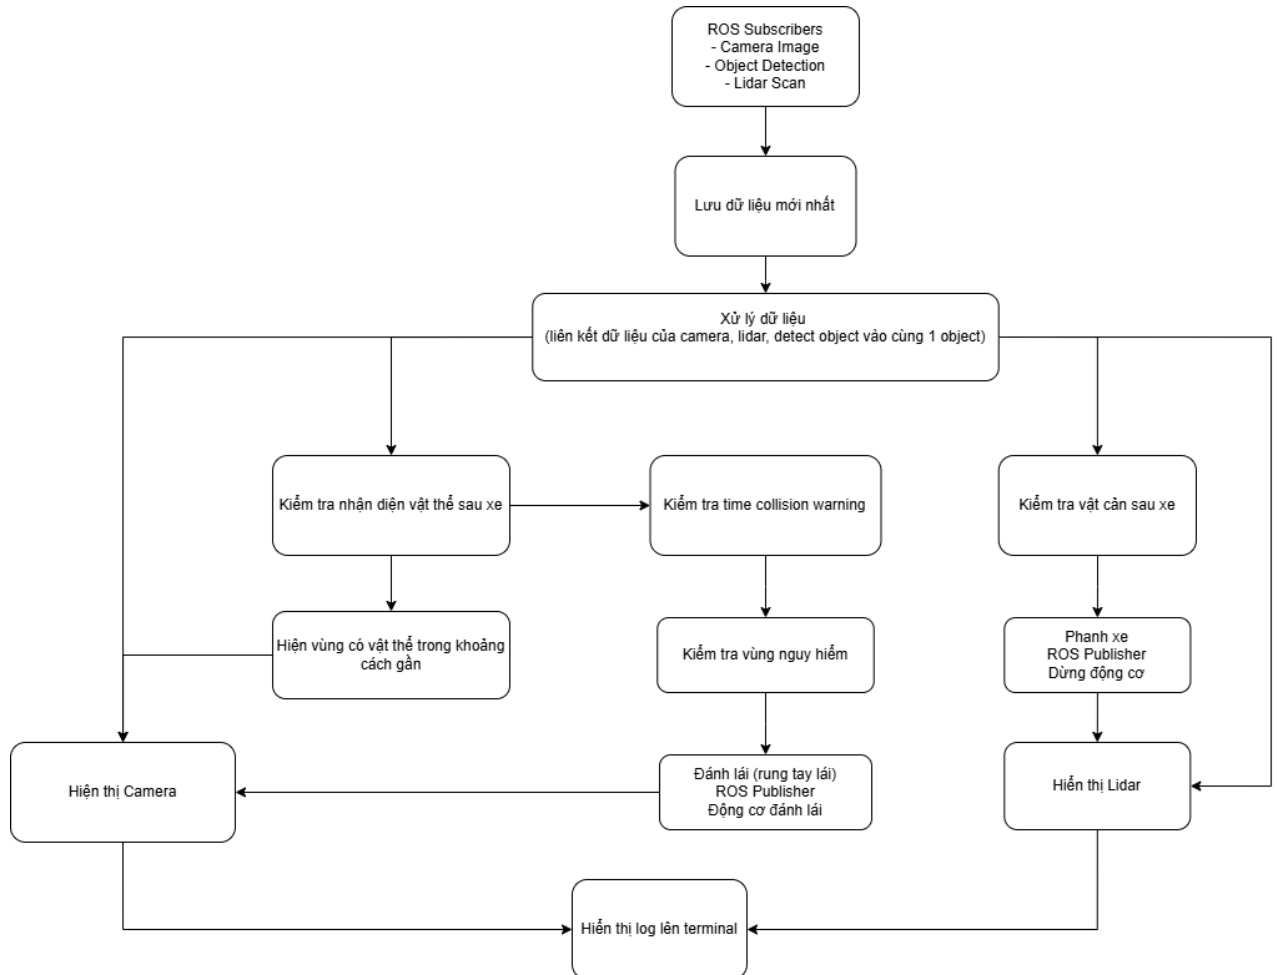 ROS Subscribers
- Camera Image
- Object Detection
- Lidar Scan
Lưu dữ liệu mới nhất
Xử lý dữ liệu
(liên kết dữ liệu của camera, lidar, detect object vào cùng 1 object)
Kiểm tra nhận diện vật thể sau xe
Kiểm tra time collision warning
Kiểm tra vật cản sau xe
Hiện vùng có vật thể trong khoảng
cách gần
Kiểm tra vùng nguy hiểm
Phanh xe
ROS Publisher
Dừng động cơ
Hiện thị Camera
Đánh lái (rung tay lái)
ROS Publisher
Động cơ đánh lái
Hiển thị Lidar
Hiển thị log lên terminal